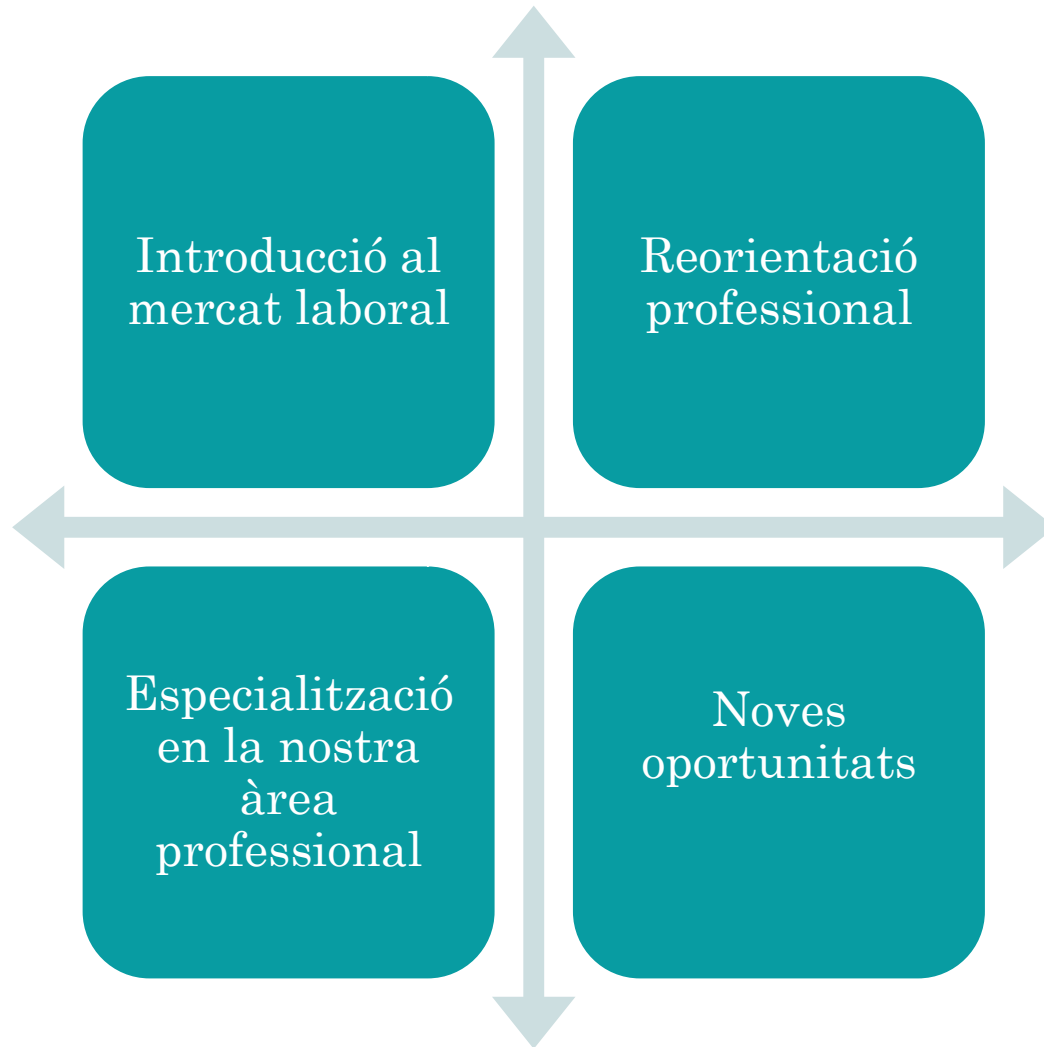 Introducció al
mercat laboral
Reorientació
professional
Especialització
en la nostra
àrea
professional
Noves
oportunitats